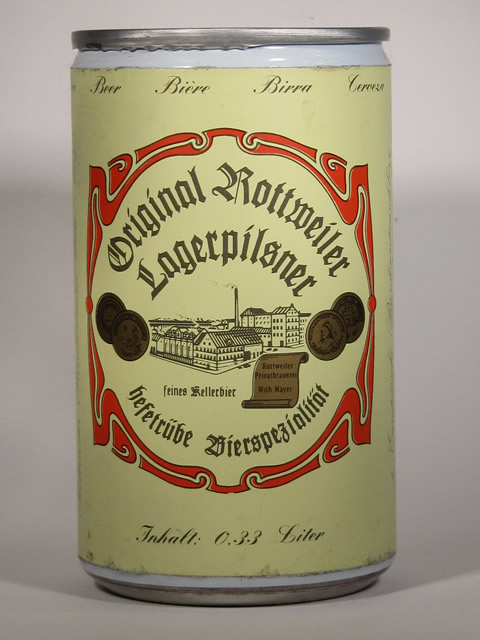 Beer Bière Birra Cerveza
Original Rottweiler
Lagerpilsner
Rottweiler
Privatbrauerei
Wilh Mayer
feines Kellerbier
hefetrübe Bierspezialität
Inhalt: 0,33 Liter